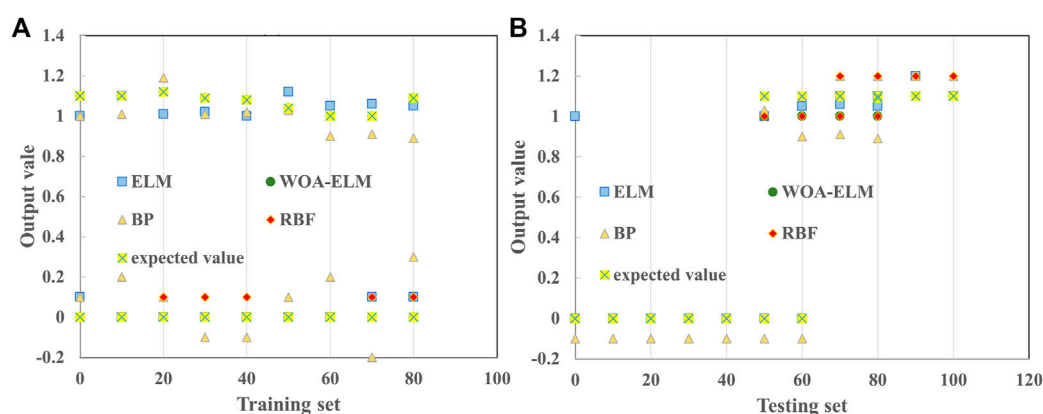 A
1.4
1.2
1
0.8
0.6
0.4
0.2
0
-0.2
Output vale
ELM
WOA-ELM
BP
RBF
expected value
0 20 40 60 80 100
Training set
B
1.4
1.2
1
0.8
0.6
0.4
0.2
0
-0.2
Output value
ELM
WOA-ELM
BP
RBF
expected value
0 20 40 60 80 100 120
Testing set